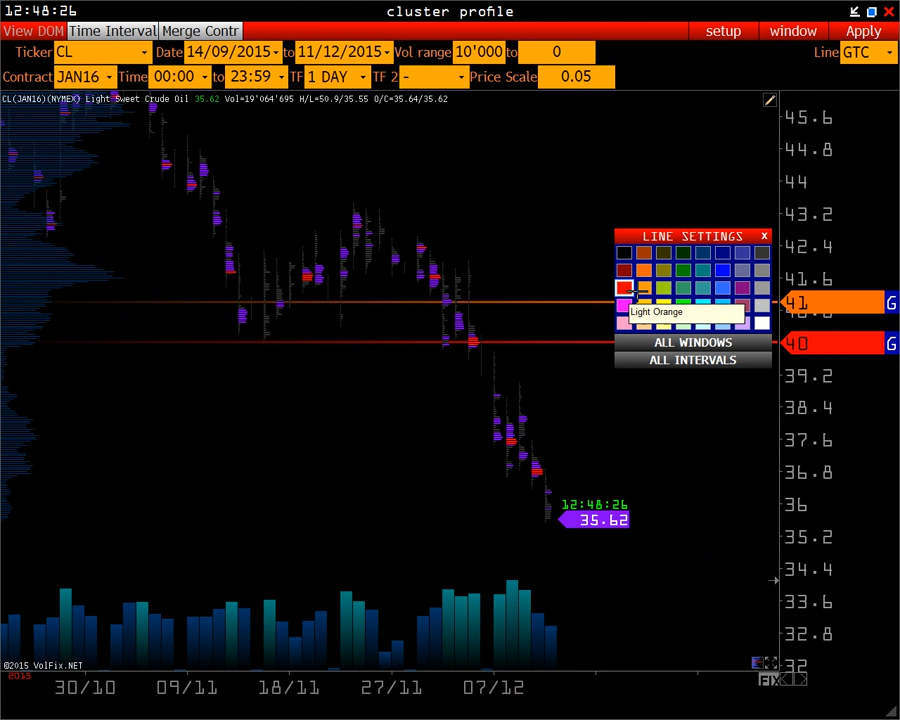 12:48:26 cluster profile
View DOM Time Interval Merge Contr setup window Apply
Ticker CL Date 14/09/2015 to 11/12/2015 Vol range 10'000 to 0 Line GTC
Contract JAN16 Time 00:00 to 23:59 TF 1 DAY TF 2 - Price Scale 0.05
CL(JAN16)(NYMEX) Light Sweet Crude Oil 35.62 Vol=19'064'695 H/L=50.9/35.55 O/C=35.64/35.62
45.6
44.8
44
43.2
LINE SETTINGS x
42.4
41.6
41 G
Light Orange
ALL WINDOWS
40 G
ALL INTERVALS
39.2
38.4
37.6
36.8
36
12:48:26
35.62
35.2
34.4
33.6
32.8
©2015 VolFix.NET
32
2015
30/10 09/11 18/11 27/11 07/12
FIX